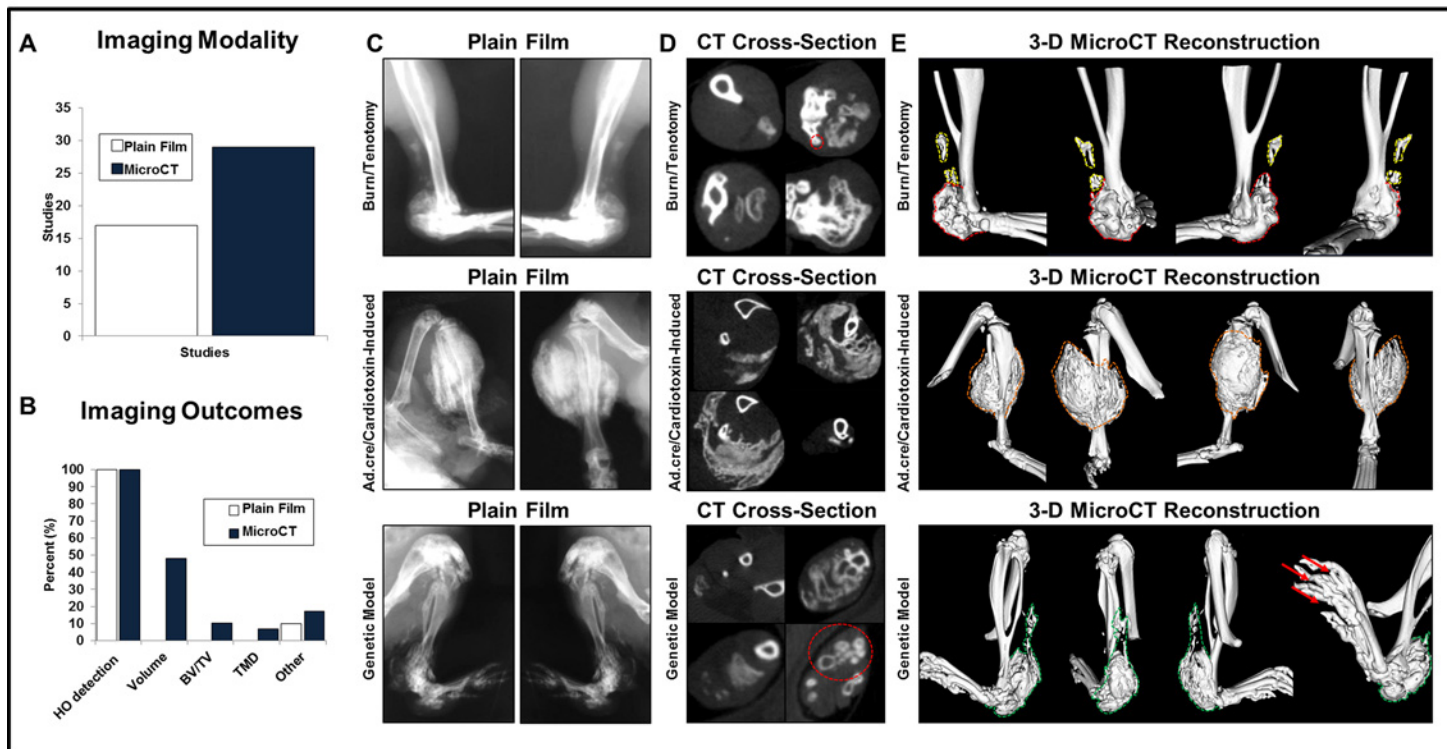 A
Imaging Modality
35
30
25
20
15
10
5
0
Studies
Plain Film
MicroCT
Studies
B
Imaging Outcomes
100
90
80
70
60
50
40
30
20
10
0
Percent (%)
Plain Film
MicroCT
HO detection
Volume
BV/TV
TMD
Other
C
Plain Film
D
CT Cross-Section
E
3-D MicroCT Reconstruction
Burn/Tenotomy
Burn/Tenotomy
Burn/Tenotomy
Plain Film
CT Cross-Section
3-D MicroCT Reconstruction
Ad.cre/Cardiotoxin-Induced
Ad.cre/Cardiotoxin-Induced
Ad.cre/Cardiotoxin-Induced
Plain Film
CT Cross-Section
3-D MicroCT Reconstruction
Genetic Model
Genetic Model
Genetic Model